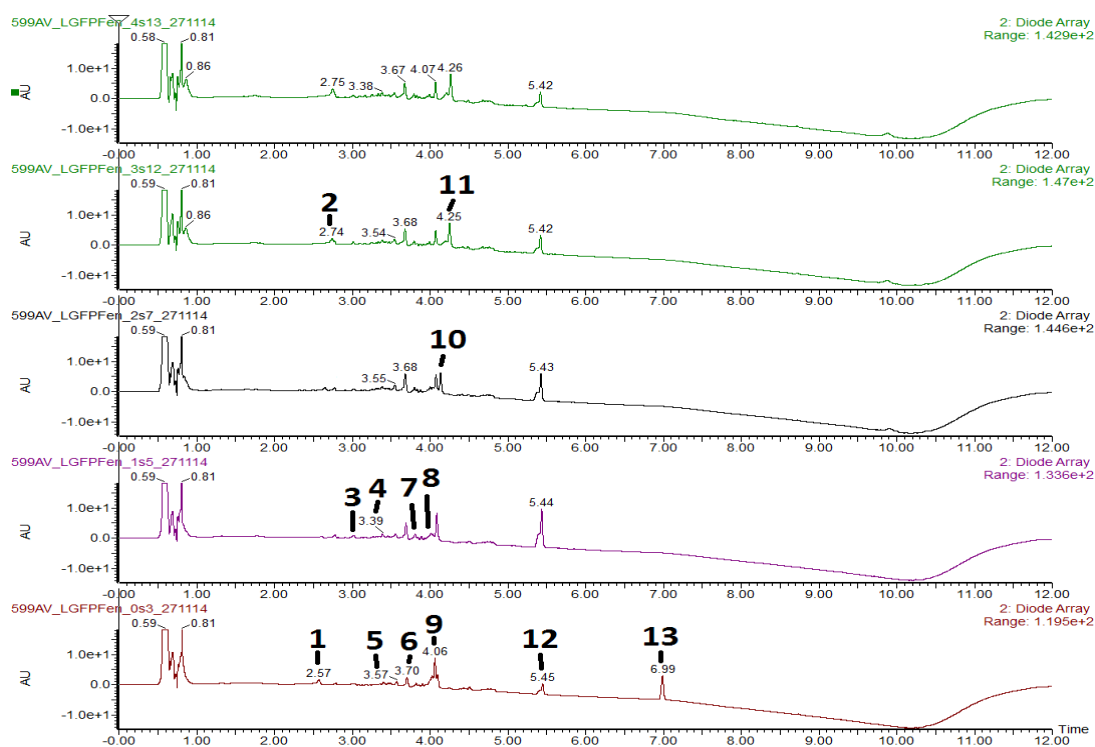 599AV_LGFPFen_4s13_271114
2: Diode Array
Range: 1.429e+2
0.58
0.81
0.86
2.75
3.38
3.67
4.07
4.26
5.42
AU
1.0e+1
0.0
-1.0e+1
-0.00 1.00 2.00 3.00 4.00 5.00 6.00 7.00 8.00 9.00 10.00 11.00 12.00
599AV_LGFPFen_3s12_271114
2: Diode Array
Range: 1.47e+2
0.59
0.81
0.86
2
2.74
3.54
3.68
11
4.25
5.42
AU
1.0e+1
0.0
-1.0e+1
-0.00 1.00 2.00 3.00 4.00 5.00 6.00 7.00 8.00 9.00 10.00 11.00 12.00
599AV_LGFPFen_2s7_271114
2: Diode Array
Range: 1.446e+2
0.59
0.81
3.55
3.68
10
5.43
AU
1.0e+1
0.0
-1.0e+1
-0.00 1.00 2.00 3.00 4.00 5.00 6.00 7.00 8.00 9.00 10.00 11.00 12.00
599AV_LGFPFen_1s5_271114
2: Diode Array
Range: 1.336e+2
0.59
0.81
3
4
3.39
7
8
5.44
AU
1.0e+1
0.0
-1.0e+1
-0.00 1.00 2.00 3.00 4.00 5.00 6.00 7.00 8.00 9.00 10.00 11.00 12.00
599AV_LGFPFen_0s3_271114
2: Diode Array
Range: 1.195e+2
0.59
0.81
1
2.57
5
3.57
6
3.70
9
4.06
12
5.45
13
6.99
AU
1.0e+1
0.0
-1.0e+1
-0.00 1.00 2.00 3.00 4.00 5.00 6.00 7.00 8.00 9.00 10.00 11.00 12.00
Time